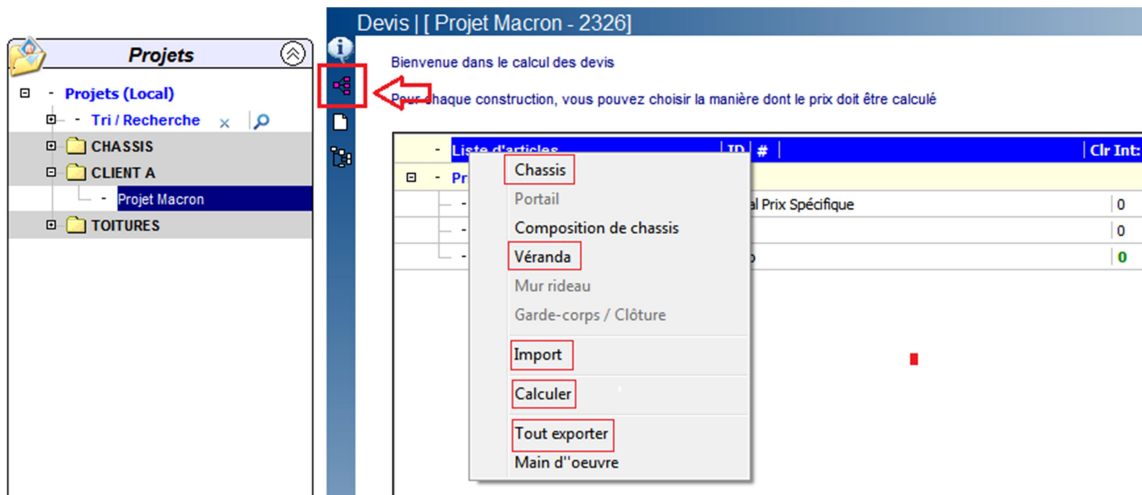 Devis | [ Projet Macron - 2326]
Projets
Projets (Local)
Tri / Recherche
CHASSIS
CLIENT A
Projet Macron
TOITURES
Bienvenue dans le calcul des devis
Pour chaque construction, vous pouvez choisir la manière dont le prix doit être calculé
Liste d'articles ID # Clr Int:
Pr
al Prix Spécifique 0
0
0
Chassis
Portail
Composition de chassis
Véranda
Mur rideau
Garde-corps / Clôture
Import
Calculer
Tout exporter
Main d''oeuvre